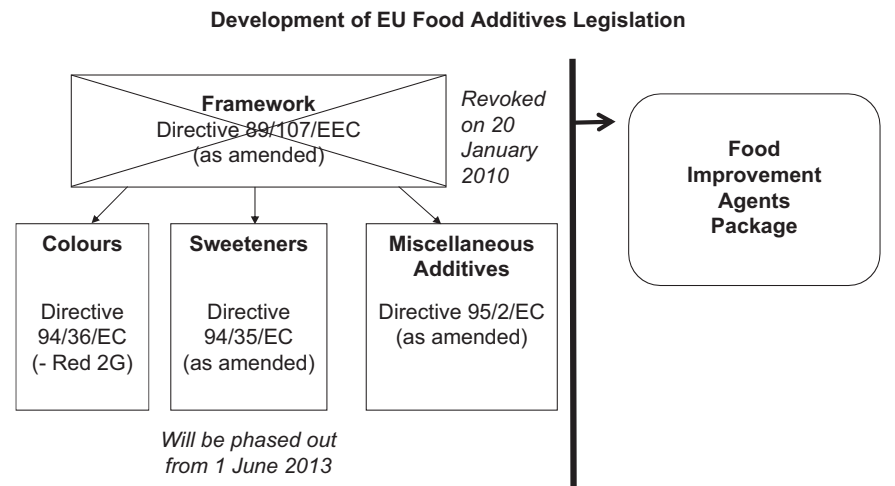 Development of EU Food Additives Legislation
Framework
Directive 89/107/EEC
(as amended)
Revoked
on 20
January
2010
Food
Improvement
Agents
Package
Colours
Directive
94/36/EC
(- Red 2G)
Sweeteners
Directive
94/35/EC
(as amended)
Miscellaneous
Additives
Directive 95/2/EC
(as amended)
Will be phased out
from 1 June 2013